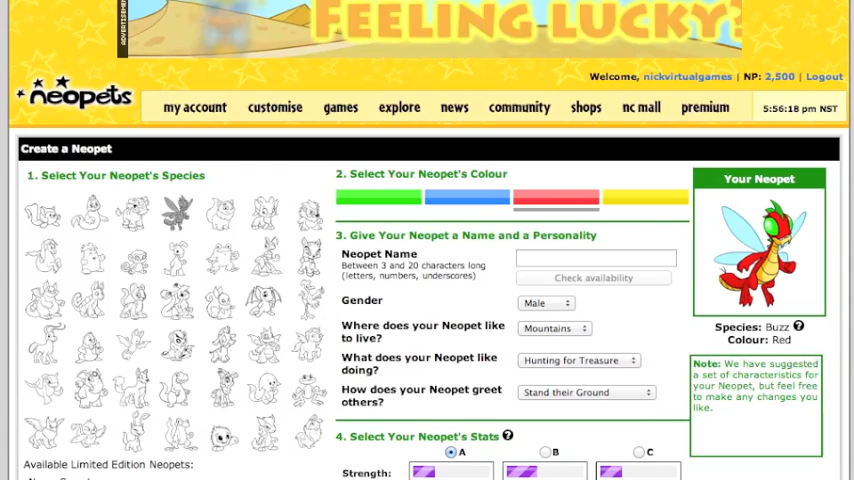 ADVERTISEMENT
FEELING LUCKY?
Welcome, nickvirtualgames | NP: 2,500 | Logout
neopets
my account customise games explore news community shops nc mall premium 5:56:18 pm NST
Create a Neopet
1. Select Your Neopet's Species
2. Select Your Neopet's Colour
Your Neopet
3. Give Your Neopet a Name and a Personality
Neopet Name
Between 3 and 20 characters long
(letters, numbers, underscores)
Check availability
Gender Male
Where does your Neopet like
to live?
Mountains
What does your Neopet like
doing?
Hunting for Treasure
How does your Neopet greet
others?
Stand their Ground
Species: Buzz ?
Colour: Red
Note: We have suggested
a set of characteristics for
your Neopet, but feel free
to make any changes you
like.
4. Select Your Neopet's Stats ?
A B C
Strength:
Available Limited Edition Neopets: